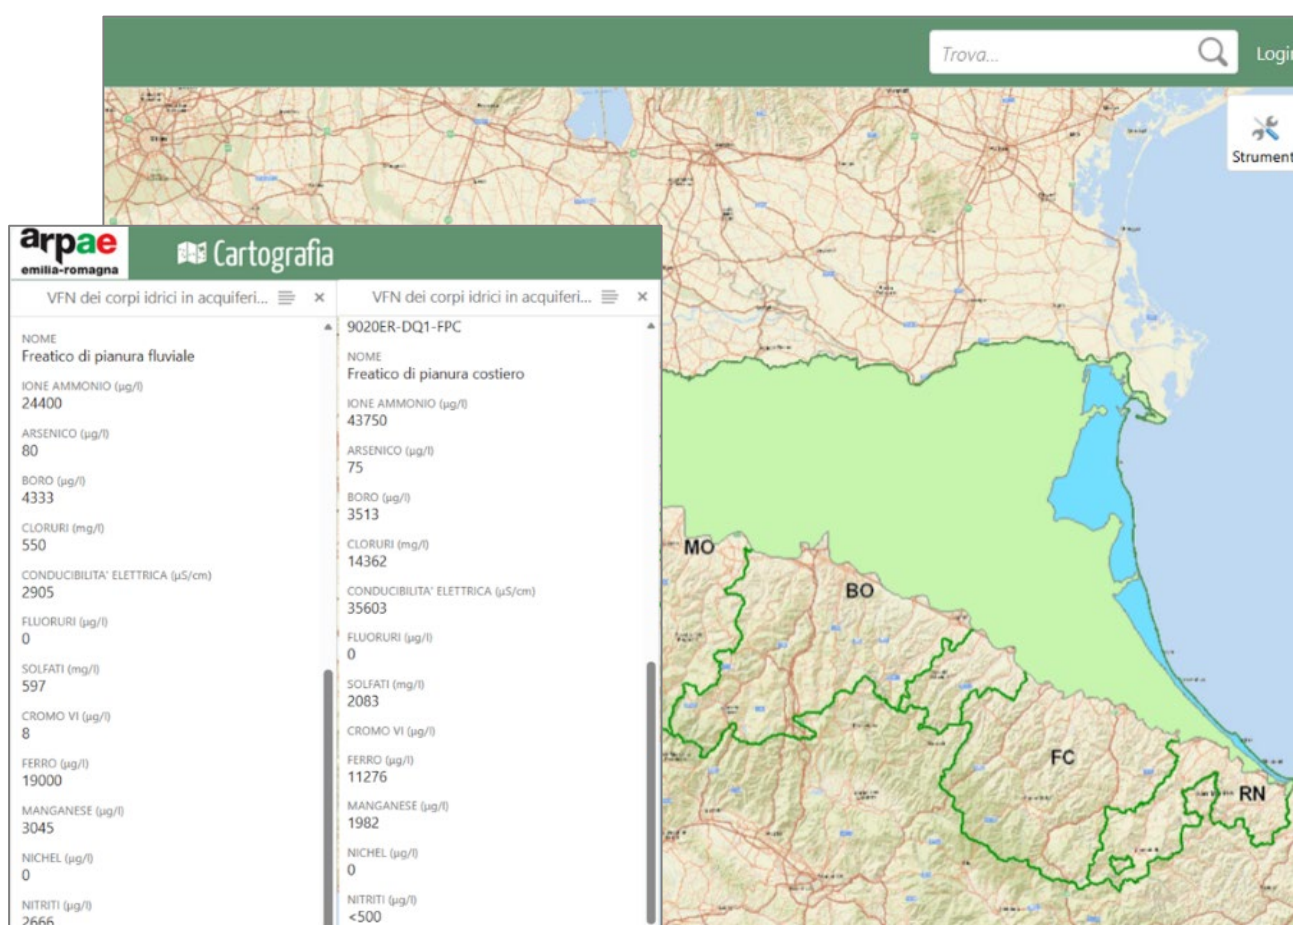 Trova...
Login
Strument
arpae
emilia-romagna
Cartografia
VFN dei corpi idrici in acquiferi...
NOME
Freatico di pianura fluviale
IONE AMMONIO (µg/l)
24400
ARSENICO (µg/l)
80
BORO (µg/l)
4333
CLORURI (mg/l)
550
CONDUCIBILITA' ELETTRICA (µS/cm)
2905
FLUORURI (µg/l)
0
SOLFATI (mg/l)
597
CROMO VI (µg/l)
8
FERRO (µg/l)
19000
MANGANESE (µg/l)
3045
NICHEL (µg/l)
0
NITRITI (µg/l)
2666
VFN dei corpi idrici in acquiferi...
9020ER-DQ1-FPC
NOME
Freatico di pianura costiero
IONE AMMONIO (µg/l)
43750
ARSENICO (µg/l)
75
BORO (µg/l)
3513
CLORURI (mg/l)
14362
CONDUCIBILITA' ELETTRICA (µS/cm)
35603
FLUORURI (µg/l)
0
SOLFATI (mg/l)
2083
CROMO VI (µg/l)
FERRO (µg/l)
11276
MANGANESE (µg/l)
1982
NICHEL (µg/l)
0
NITRITI (µg/l)
<500
MO
BO
FC
RN